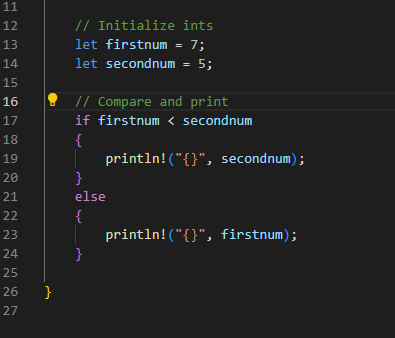 11
12 // Initialize ints
13 let firstnum = 7;
14 let secondnum = 5;
15
16 // Compare and print
17 if firstnum < secondnum
18 {
19 println!("{}", secondnum);
20 }
21 else
22 {
23 println!("{}", firstnum);
24 }
25
26 }
27